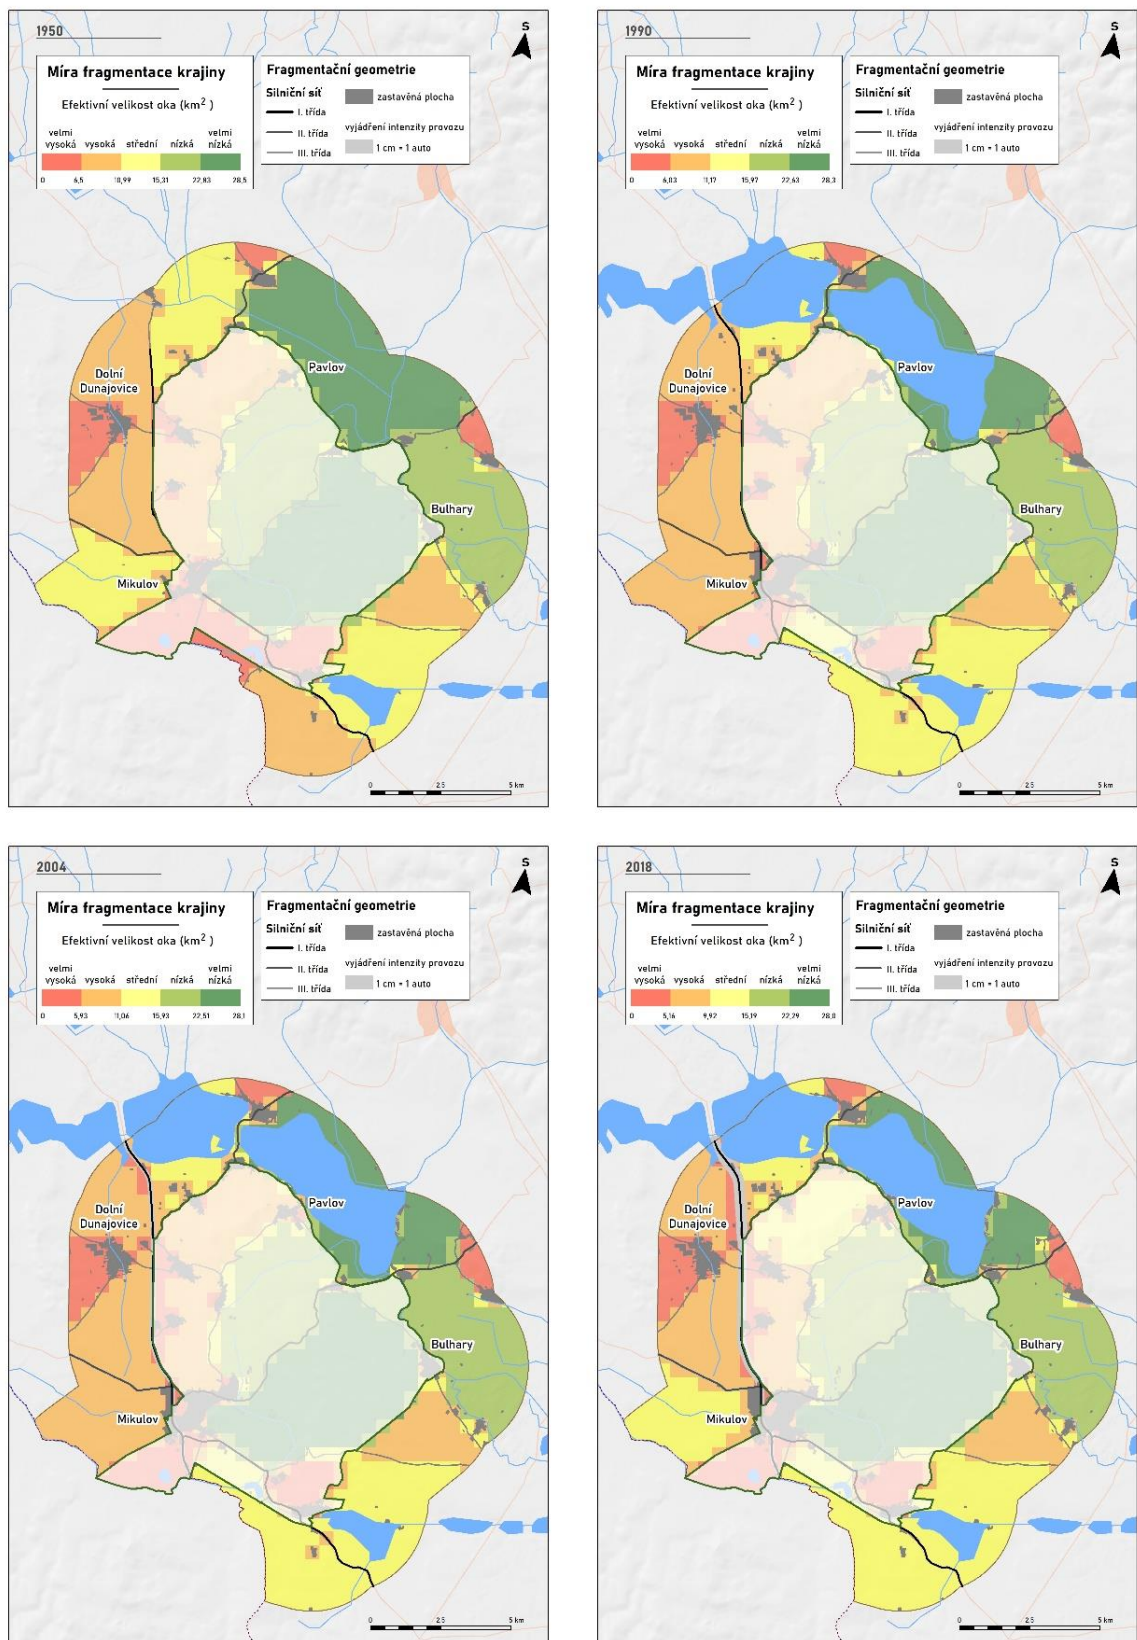 1950
S
Míra fragmentace krajiny
Efektivní velikost oka (km² )
velmi vysoká vysoká střední nízká velmi nízká
0 6,5 10,99 15,31 22,83 28,5
Fragmentační geometrie
Silniční síť
I. třída
II. třída
III. třída
zastavěná plocha
vyjádření intenzity provozu
1 cm = 1 auto
Pavlov
Dolní
Dunajovice
Bulhary
Mikulov
0 2,5 5 km
1990
S
Míra fragmentace krajiny
Efektivní velikost oka (km² )
velmi vysoká vysoká střední nízká velmi nízká
0 6,03 11,17 15,97 22,63 28,3
Fragmentační geometrie
Silniční síť
I. třída
II. třída
III. třída
zastavěná plocha
vyjádření intenzity provozu
1 cm = 1 auto
Pavlov
Dolní
Dunajovice
Bulhary
Mikulov
0 2,5 5 km
2004
S
Míra fragmentace krajiny
Efektivní velikost oka (km² )
velmi vysoká vysoká střední nízká velmi nízká
0 5,93 11,06 15,93 22,51 28,1
Fragmentační geometrie
Silniční síť
I. třída
II. třída
III. třída
zastavěná plocha
vyjádření intenzity provozu
1 cm = 1 auto
Pavlov
Dolní
Dunajovice
Bulhary
Mikulov
0 2,5 5 km
2018
S
Míra fragmentace krajiny
Efektivní velikost oka (km² )
velmi vysoká vysoká střední nízká velmi nízká
0 5,16 9,92 15,19 22,29 28,0
Fragmentační geometrie
Silniční síť
I. třída
II. třída
III. třída
zastavěná plocha
vyjádření intenzity provozu
1 cm = 1 auto
Pavlov
Dolní
Dunajovice
Bulhary
Mikulov
0 2,5 5 km